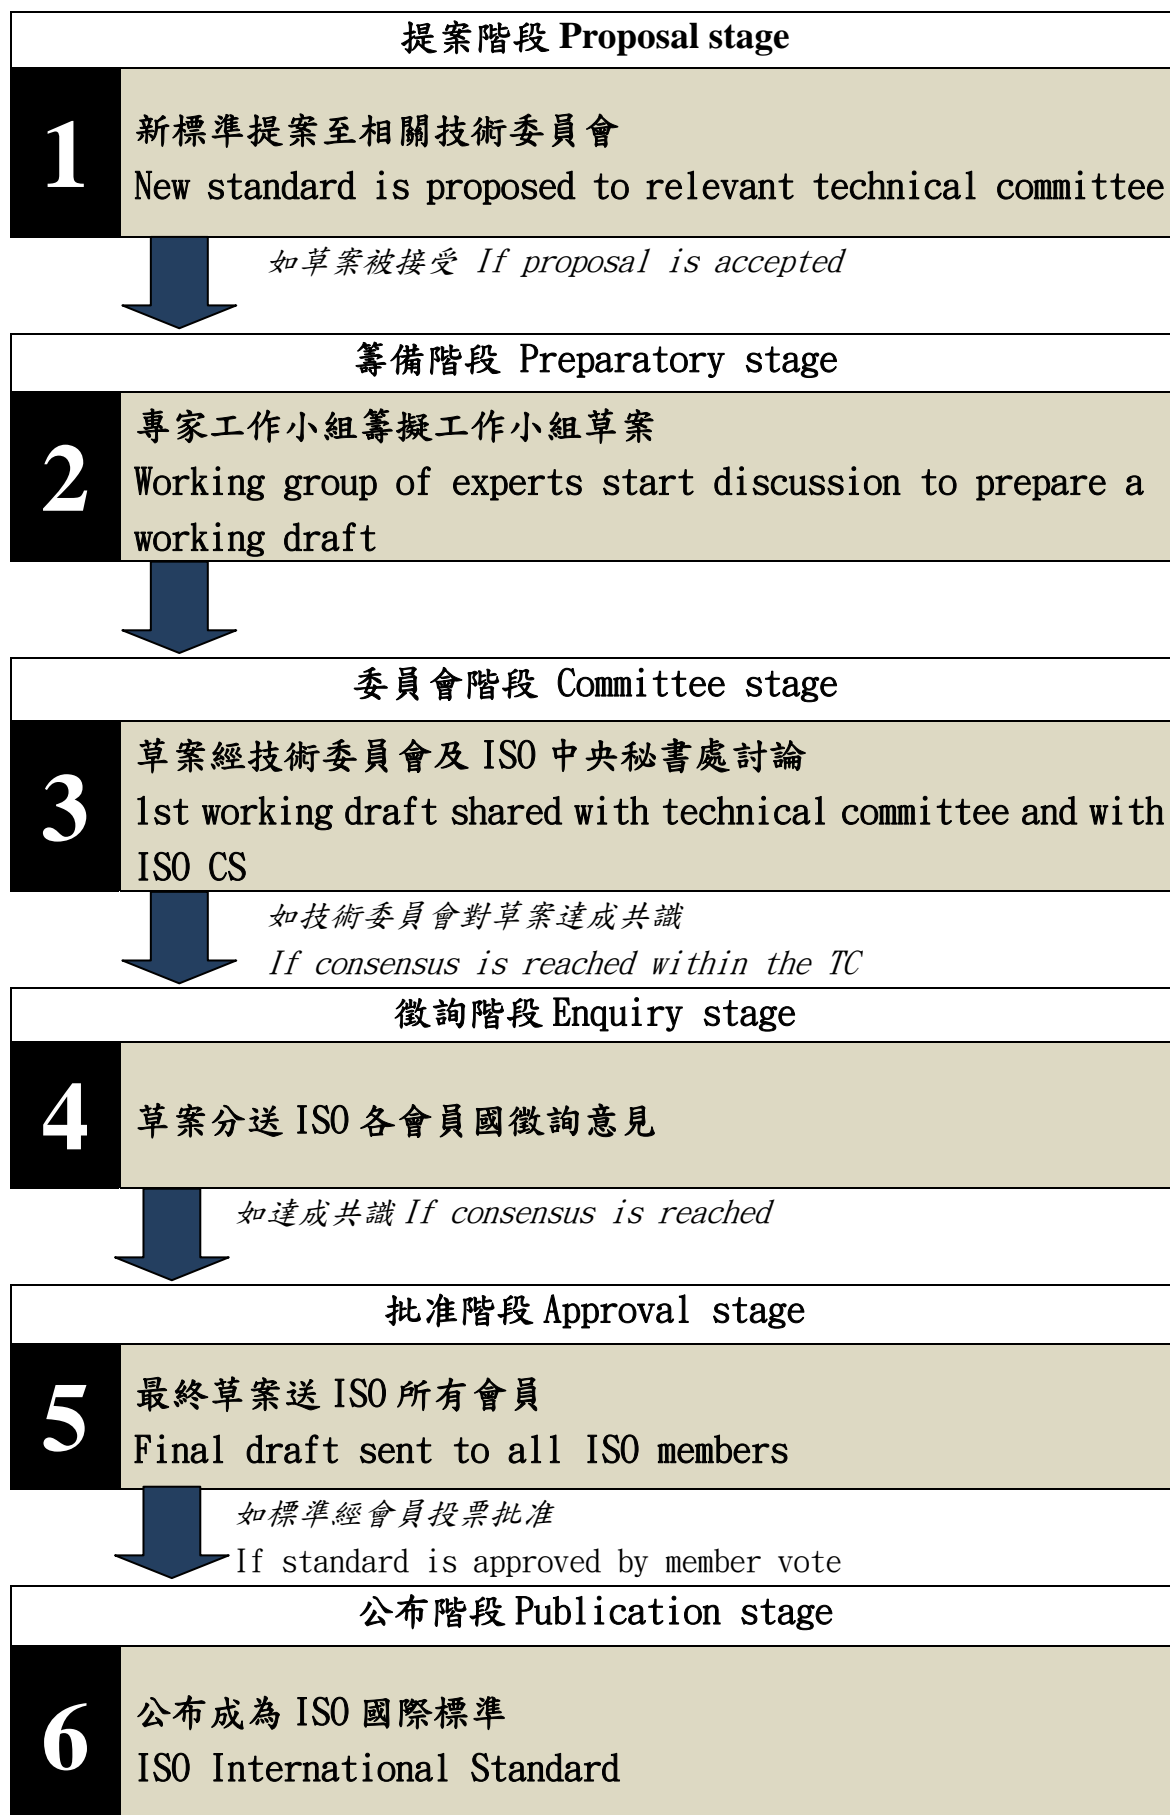 提案階段 Proposal stage
1
新標準提案至相關技術委員會
New standard is proposed to relevant technical committee
如草案被接受 If proposal is accepted
籌備階段 Preparatory stage
2
專家工作小組籌擬工作小組草案
Working group of experts start discussion to prepare a
working draft
委員會階段 Committee stage
3
草案經技術委員會及 ISO 中央秘書處討論
1st working draft shared with technical committee and with
ISO CS
如技術委員會對草案達成共識
If consensus is reached within the TC
徵詢階段 Enquiry stage
4
草案分送 ISO 各會員國徵詢意見
如達成共識 If consensus is reached
批准階段 Approval stage
5
最終草案送 ISO 所有會員
Final draft sent to all ISO members
如標準經會員投票批准
If standard is approved by member vote
公布階段 Publication stage
6
公布成為 ISO 國際標準
ISO International Standard